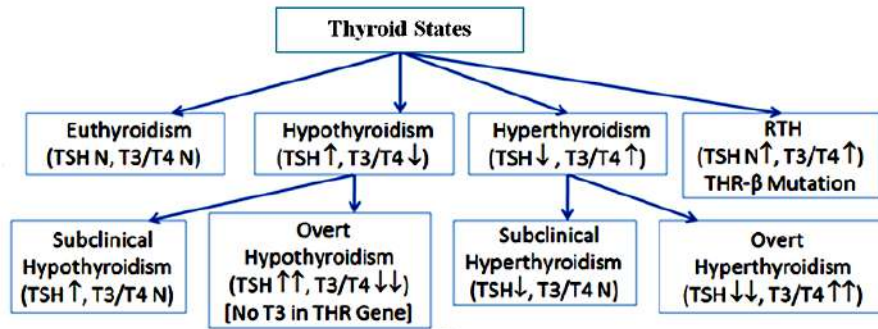 Thyroid States
Euthyroidism
(TSH N, T3/T4 N)
Hypothyroidism
(TSH ↑, T3/T4 ↓)
Hyperthyroidism
(TSH ↓, T3/T4 ↑)
RTH
(TSH N↑, T3/T4 ↑)
THR-β Mutation
Subclinical
Hypothyroidism
(TSH ↑, T3/T4 N)
Overt
Hypothyroidism
(TSH ↑↑, T3/T4 ↓↓)
[No T3 in THR Gene]
Subclinical
Hyperthyroidism
(TSH↓, T3/T4 N)
Overt
Hyperthyroidism
(TSH ↓↓, T3/T4 ↑↑)